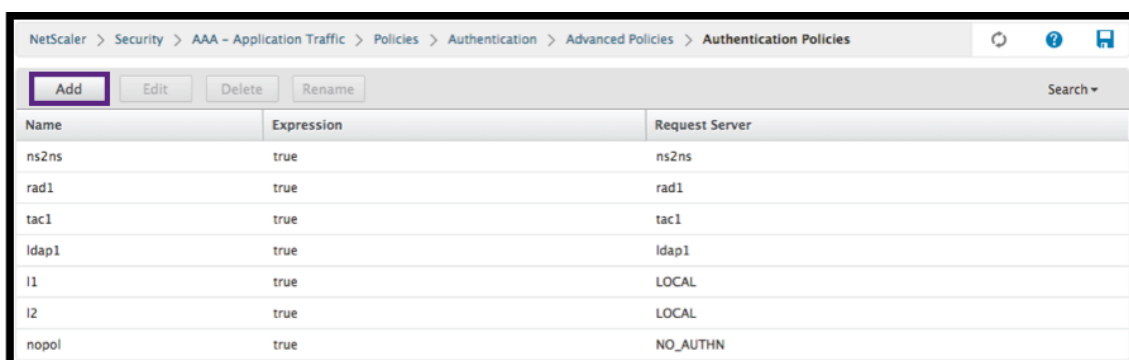 NetScaler > Security > AAA – Application Traffic > Policies > Authentication > Advanced Policies > Authentication Policies
Add Edit Delete Rename Search
Name Expression Request Server
ns2ns true ns2ns
rad1 true rad1
tac1 true tac1
ldap1 true ldap1
l1 true LOCAL
l2 true LOCAL
nopol true NO_AUTHN